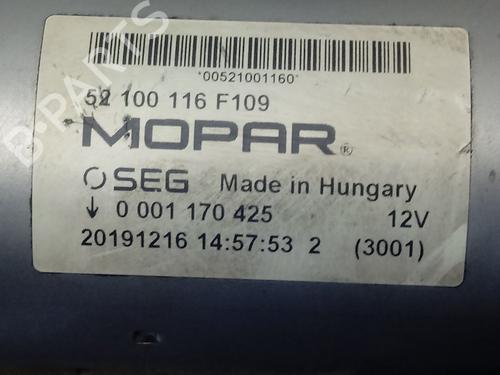 *00521001160*
52 100 116 F109
MOPAR®
SEG Made in Hungary
↓ 0 001 170 425 12V
20191216 14:57:53 2 (3001)
B-PARTS